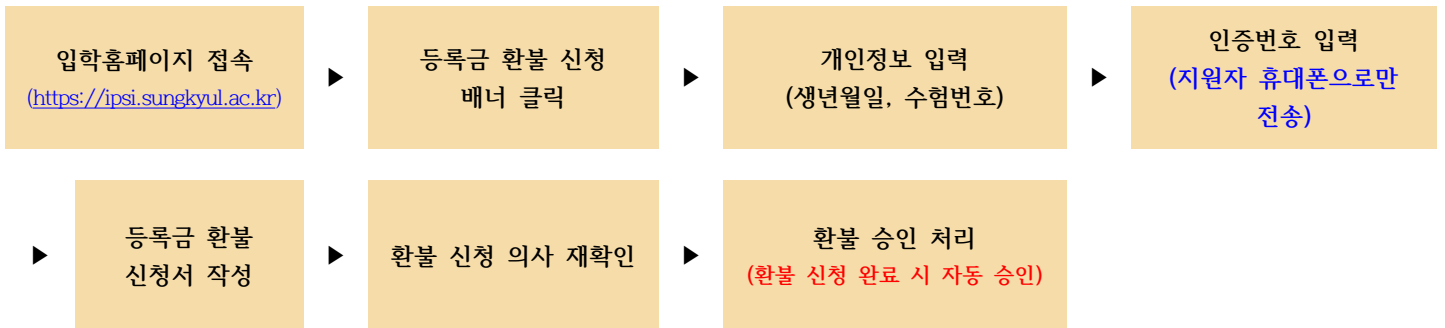 입학홈페이지 접속
(https://ipsi.sungkyul.ac.kr)
▶
등록금 환불 신청
배너 클릭
▶
개인정보 입력
(생년월일, 수험번호)
▶
인증번호 입력
(지원자 휴대폰으로만
전송)
▶
등록금 환불
신청서 작성
▶
환불 신청 의사 재확인
▶
환불 승인 처리
(환불 신청 완료 시 자동 승인)